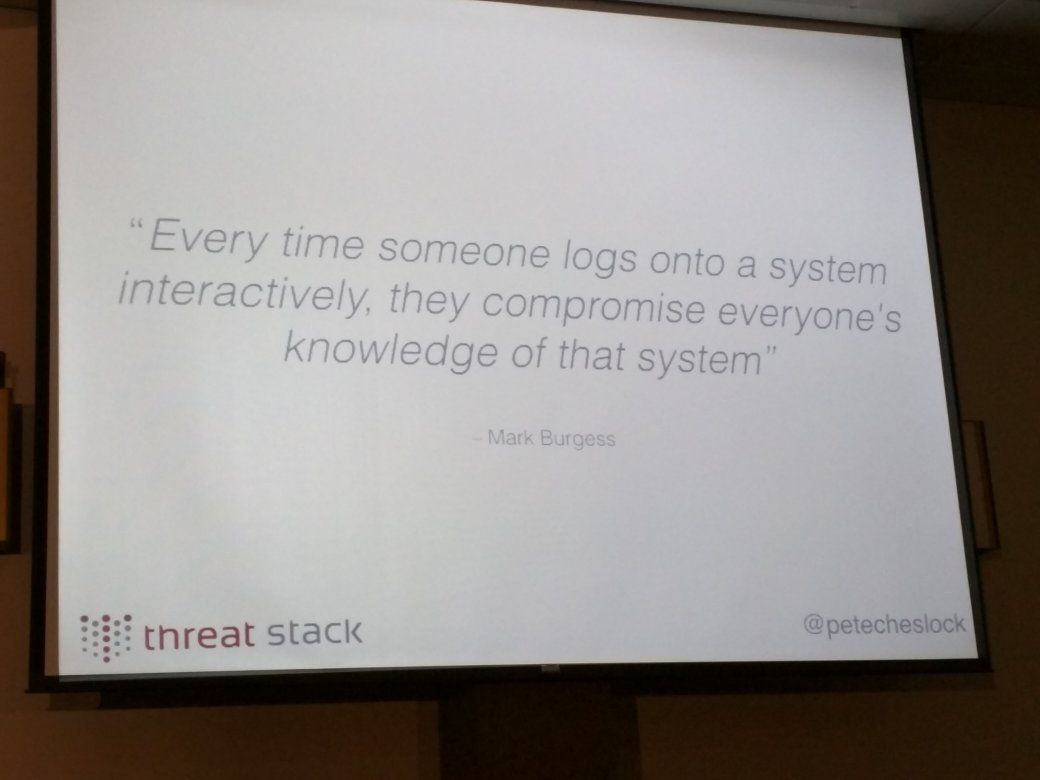 “Every time someone logs onto a system
interactively, they compromise everyone's
knowledge of that system”
– Mark Burgess
threat stack
@petecheslock